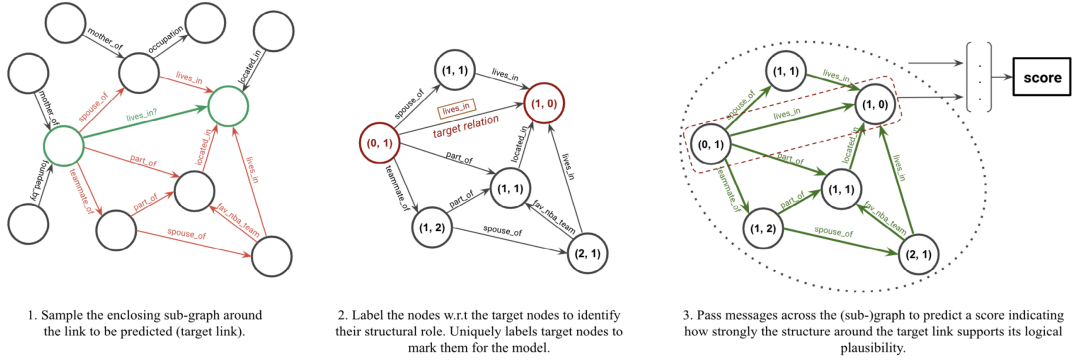 mother_of
occupation
located_in
mother_of
spouse_of
lives_in
lives_in?
founded_by
part_of
located_in
lives_in
teammate_of
part_of
fav_nba_team
spouse_of
1. Sample the enclosing sub-graph around
the link to be predicted (target link).
(1, 1)
lives_in
spouse_of
lives_in
(1, 0)
target relation
(0, 1)
part_of
located_in
lives_in
teammate_of
(1, 1)
part_of
fav_nba_team
(1, 2)
spouse_of
(2, 1)
2. Label the nodes w.r.t the target nodes to identify
their structural role. Uniquely labels target nodes to
mark them for the model.
(1, 1)
lives_in
spouse_of
lives_in
(1, 0)
(0, 1)
part_of
located_in
lives_in
teammate_of
(1, 1)
part_of
fav_nba_team
(1, 2)
spouse_of
(2, 1)
score
3. Pass messages across the (sub-)graph to predict a score indicating
how strongly the structure around the target link supports its logical
plausibility.